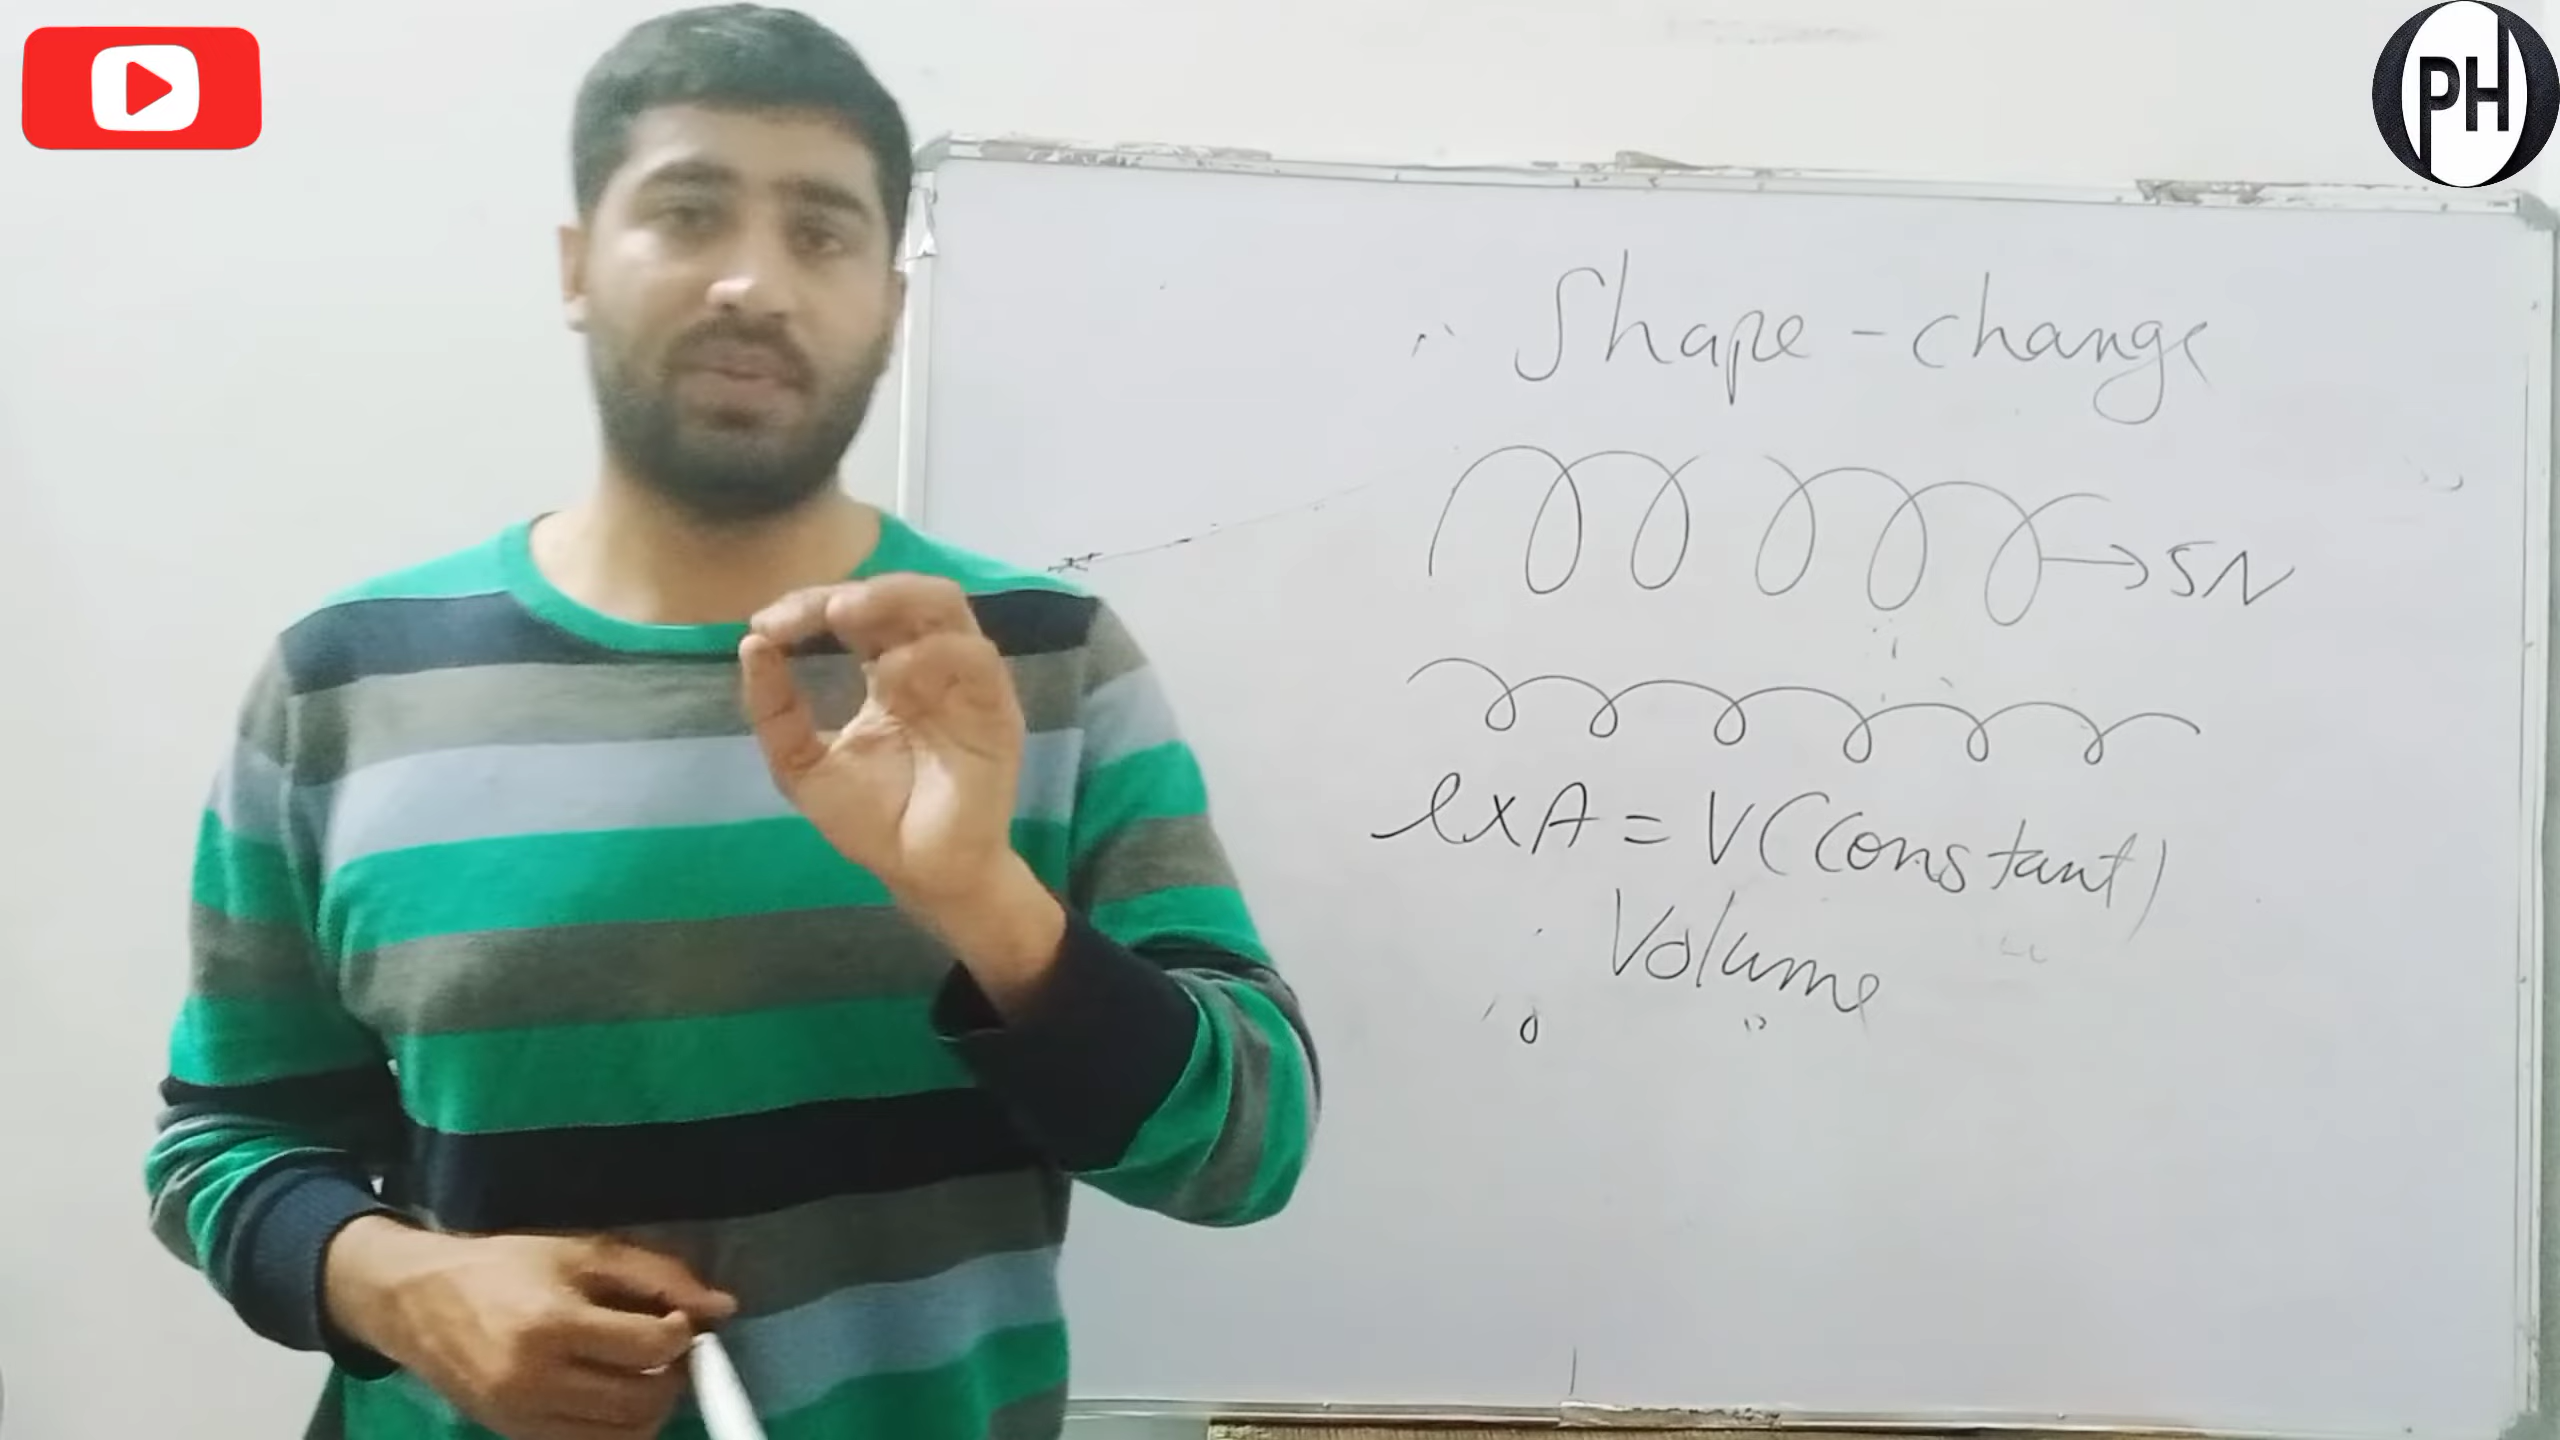 PH
Shape - change
5N
l x A = V (Constant)
Volume